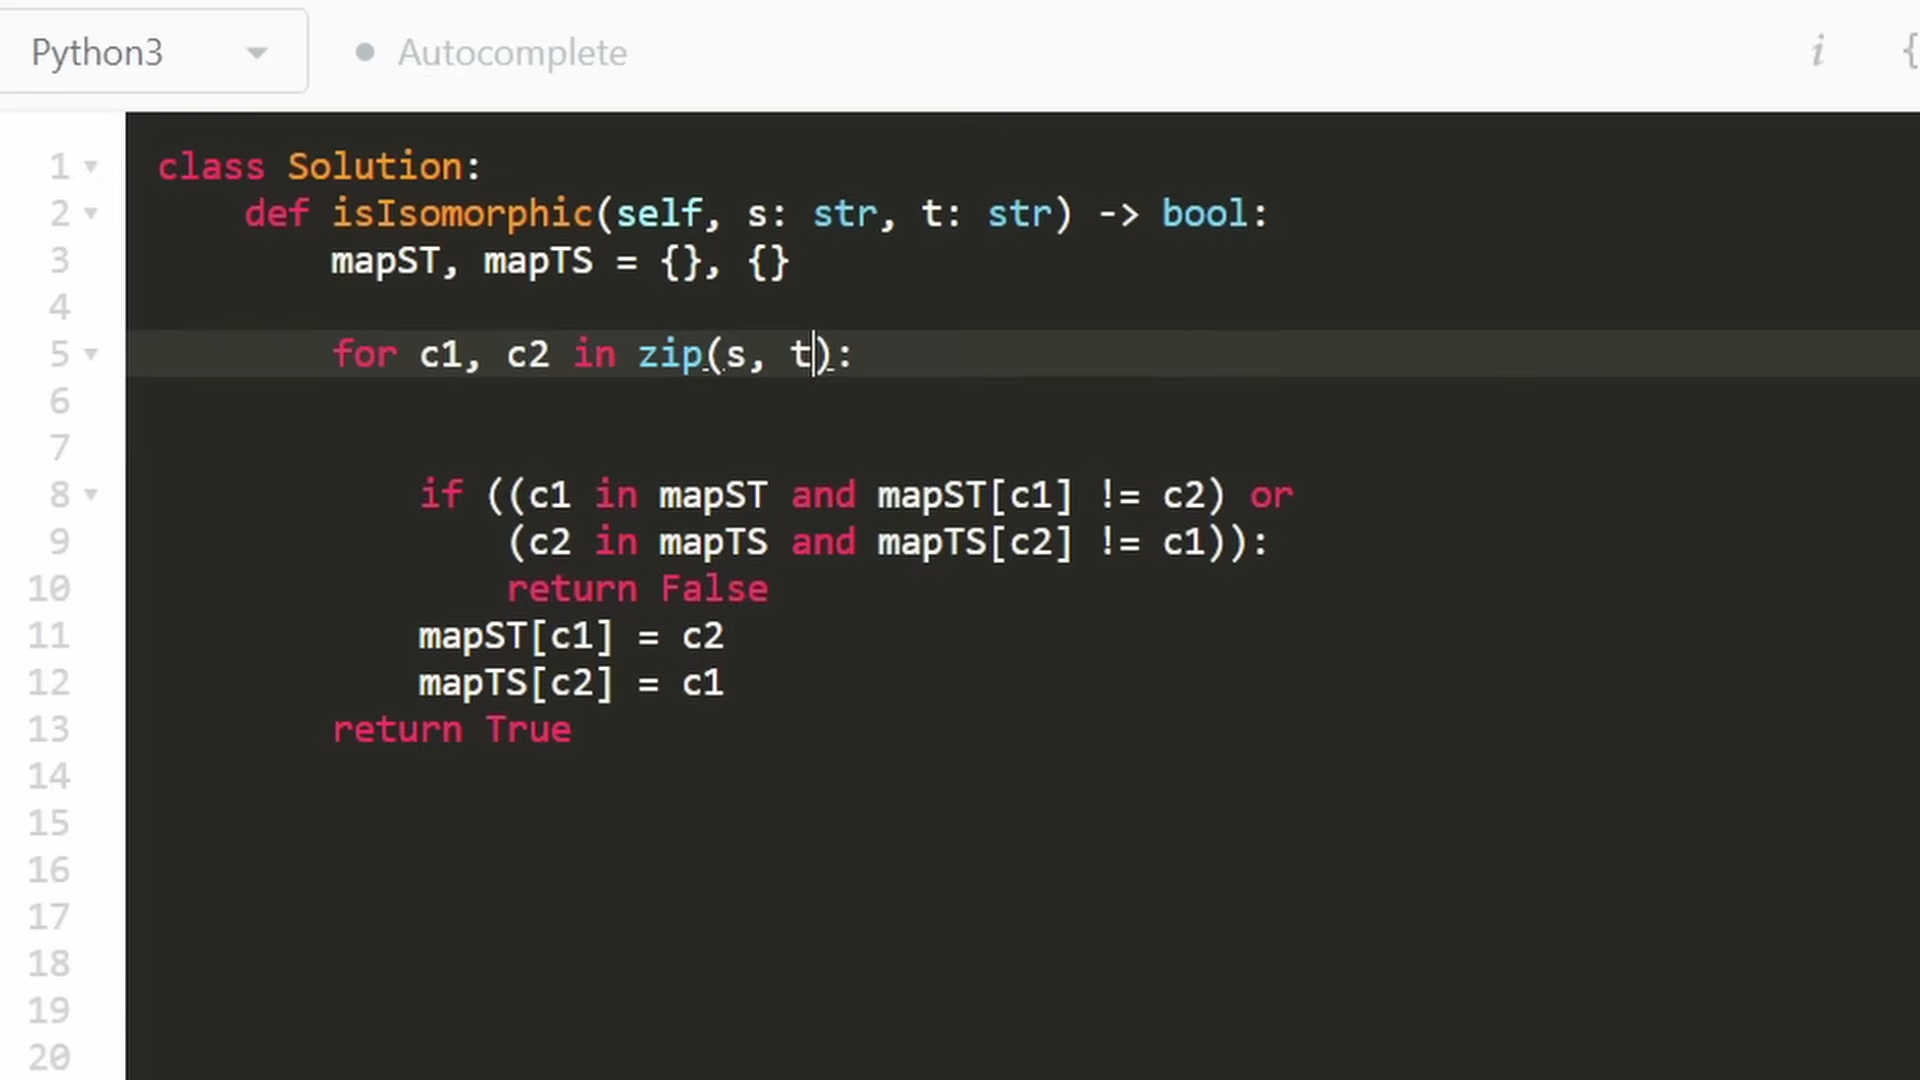 Python3
Autocomplete
i {
1 class Solution:
2 def isIsomorphic(self, s: str, t: str) -> bool:
3 mapST, mapTS = {}, {}
4
5 for c1, c2 in zip(s, t):
6
7
8 if ((c1 in mapST and mapST[c1] != c2) or
9 (c2 in mapTS and mapTS[c2] != c1)):
10 return False
11 mapST[c1] = c2
12 mapTS[c2] = c1
13 return True
14
15
16
17
18
19
20